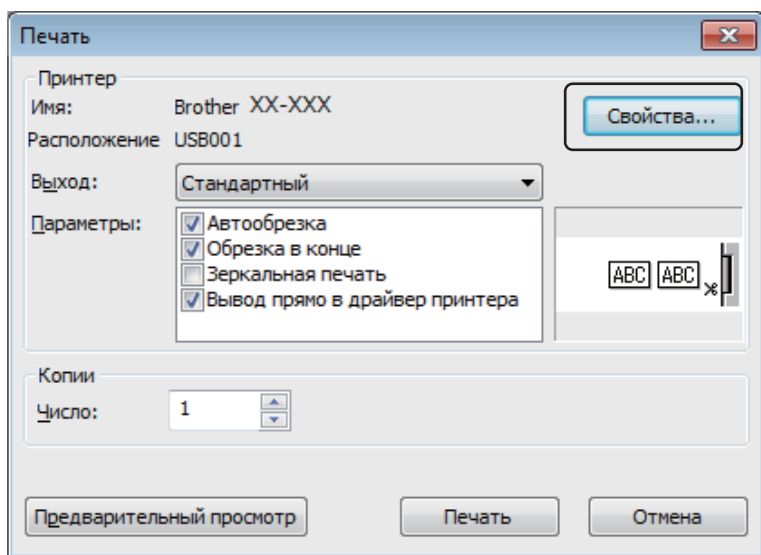 Печать
Принтер
Имя: Brother XX-XXX
Свойства...
Расположение USB001
Выход: Стандартный
Параметры: Автообрезка
Обрезка в конце
Зеркальная печать
Вывод прямо в драйвер принтера
ABC ABC
Копии
Число: 1
Предварительный просмотр Печать Отмена